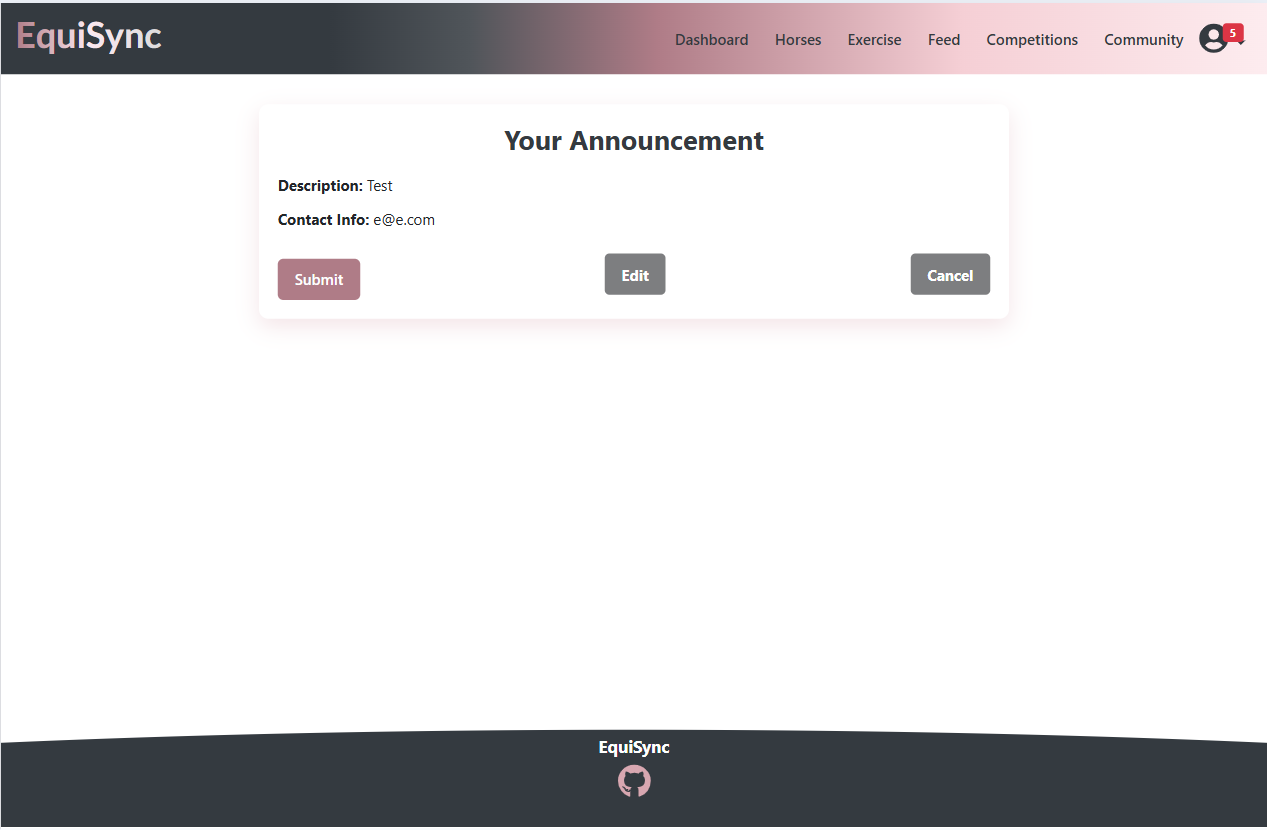 EquiSync
Dashboard Horses Exercise Feed Competitions Community 5
Your Announcement
Description: Test
Contact Info: e@e.com
Submit Edit Cancel
EquiSync